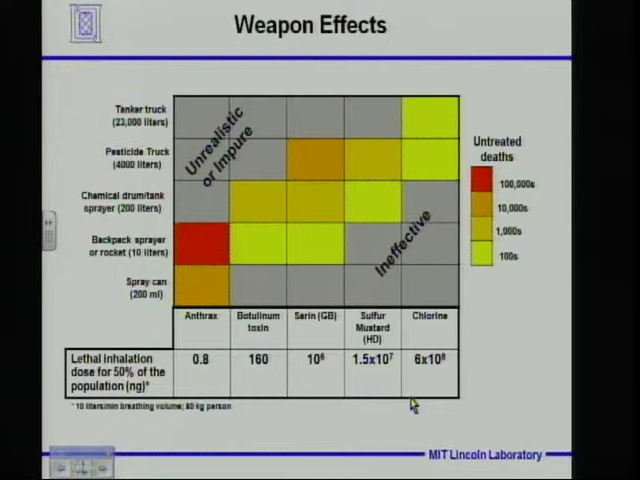 Weapon Effects
Tanker truck
(23,000 liters)
Pesticide Truck
(4000 liters)
Chemical drum/tank
sprayer (200 liters)
Backpack sprayer
or rocket (10 liters)
Spray can
(200 ml)
Unrealistic
or Impure
Ineffective
Untreated
deaths
100,000s
10,000s
1,000s
100s
Anthrax
Botulinum
toxin
Sarin (GB)
Sulfur
Mustard
(HD)
Chlorine
Lethal inhalation
dose for 50% of the
population (ng)*
0.8
160
10⁶
1.5x10⁷
6x10⁸
* 10 liters/min breathing volume; 80 kg person
MIT Lincoln Laboratory